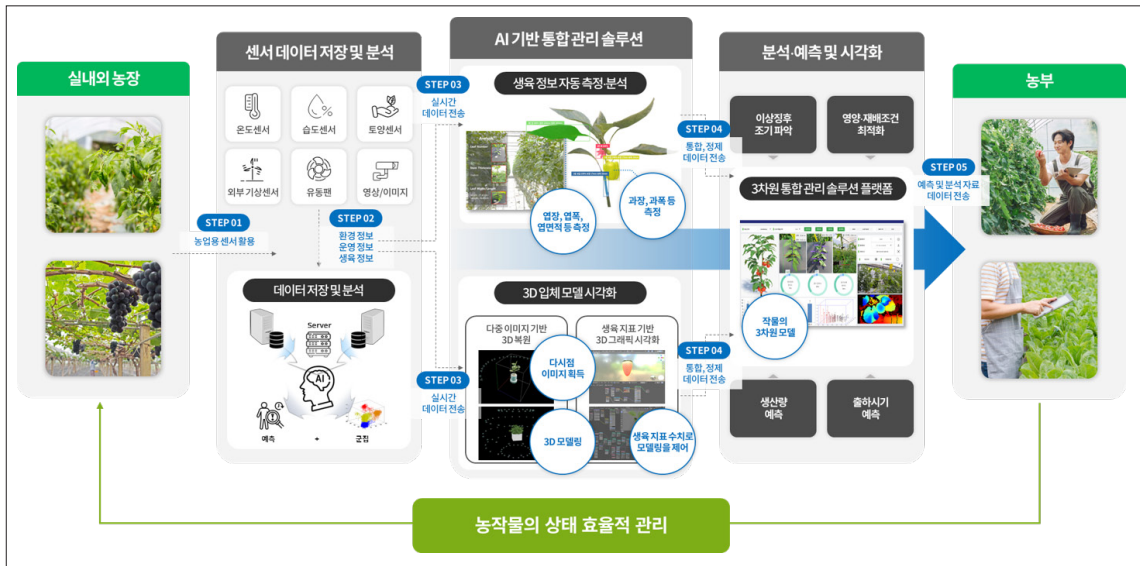 실내외 농장
센서 데이터 저장 및 분석
온도센서
습도센서
토양센서
외부 기상센서
유동팬
영상/이미지
STEP 01
농업용 센서 활용
STEP 02
환경 정보
운영 정보
생육 정보
데이터 저장 및 분석
Server
AI
예측
+
군집
STEP 03
실시간
데이터 전송
STEP 03
실시간
데이터 전송
AI 기반 통합 관리 솔루션
생육 정보 자동 측정·분석
엽장, 엽폭,
엽면적 등 측정
과장, 과폭 등
측정
3D 입체 모델 시각화
다중 이미지 기반
3D 복원
다시점
이미지 획득
3D 모델링
생육 지표 기반
3D 그래픽 시각화
생육 지표 수치로
모델링을 제어
STEP 04
통합, 정제
데이터 전송
STEP 04
통합, 정제
데이터 전송
분석·예측 및 시각화
이상징후
조기 파악
영양·재배조건
최적화
3차원 통합 관리 솔루션 플랫폼
작물의
3차원 모델
생산량
예측
출하시기
예측
STEP 05
예측 및 분석 자료
데이터 전송
농부
농작물의 상태 효율적 관리